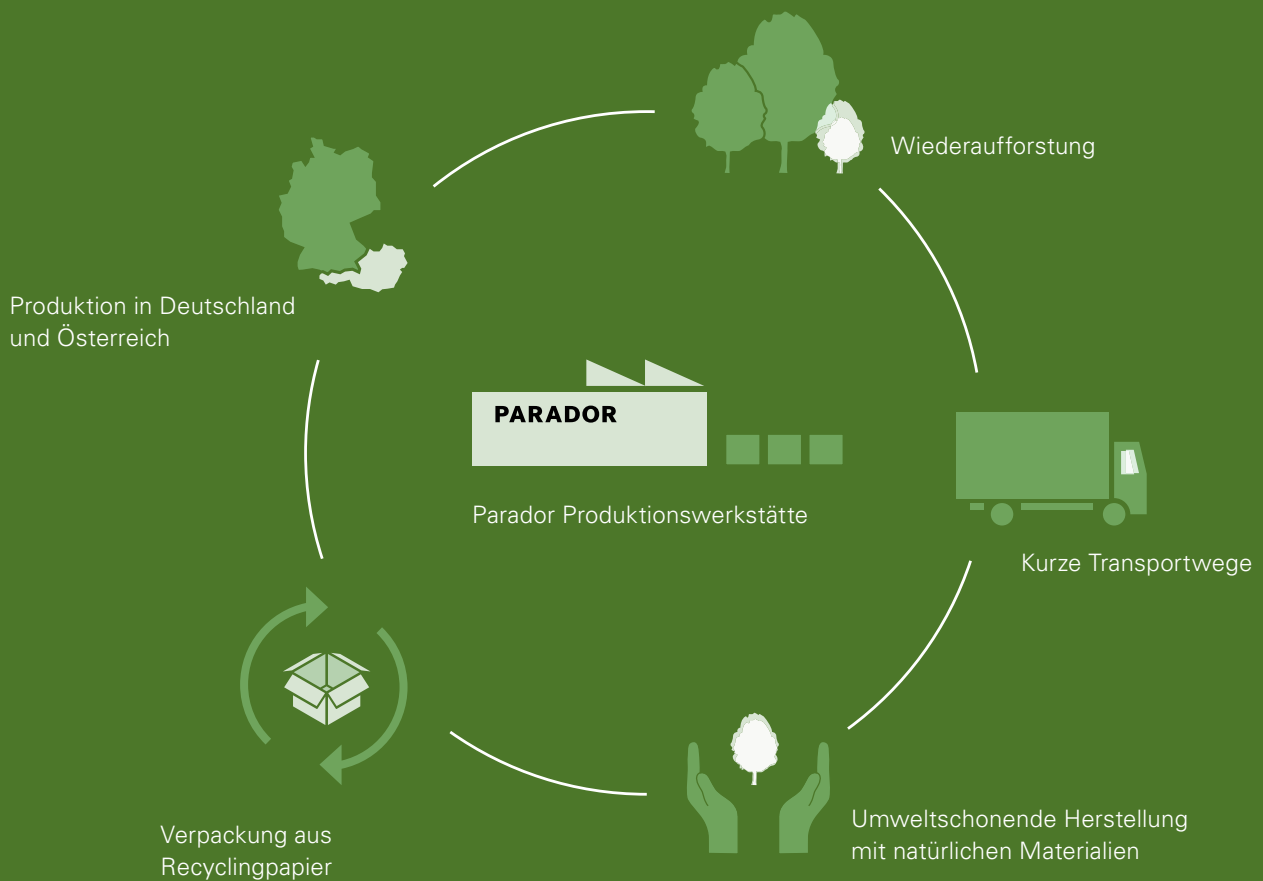 Wiederaufforstung
Produktion in Deutschland
und Österreich
PARADOR
Parador Produktionswerkstätte
Kurze Transportwege
Umweltschonende Herstellung
mit natürlichen Materialien
Verpackung aus
Recyclingpapier